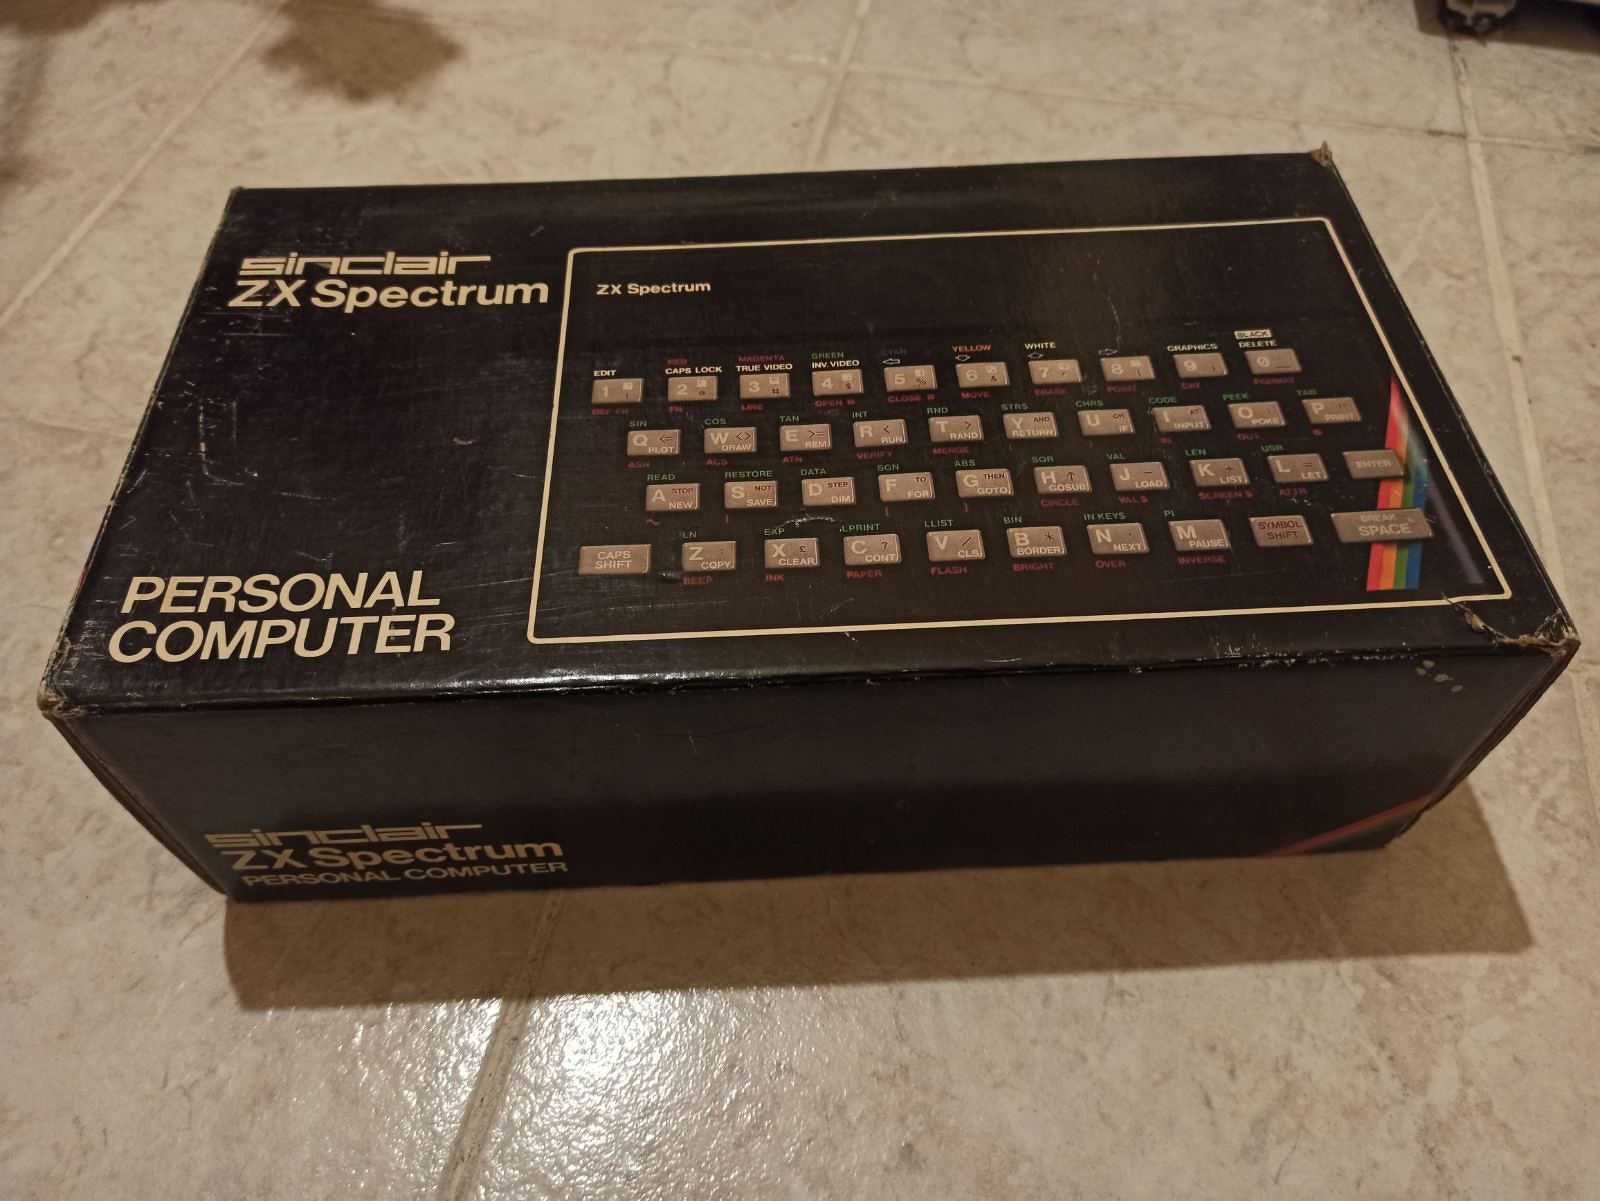 sinclair
ZX Spectrum
ZX Spectrum
BLACK
BLUE RED MAGENTA GREEN CYAN YELLOW WHITE
EDIT CAPS LOCK TRUE VIDEO INV. VIDEO GRAPHICS DELETE
1 ! 2 @ 3 # 4 $ 5 % 6 & 7 ' 8 ( 9 ) 0 _
DEF FN FN LINE OPEN # CLOSE # MOVE ERASE POINT CAT FORMAT
SIN COS TAN INT RND STR$ CHR$ CODE PEEK TAB
Q <= PLOT W <> DRAW E >= REM R < RUN T > RAND Y AND RETURN U OR IF I AT INPUT O ; POKE P " PRINT
ASN ACS ATN VERIFY MERGE IN OUT
READ RESTORE DATA SGN ABS SQR VAL LEN USR
A STOP NEW S NOT SAVE D STEP DIM F TO FOR G THEN GOTO H ↑ GOSUB J - LOAD K + LIST L = LET ENTER
~ | \ { } CIRCLE VAL $ SCREEN $ ATTR
LN EXP LPRINT LLIST BIN IN KEYS PI
CAPS SHIFT Z : COPY X £ CLEAR C ? CONT V / CLS B * BORDER N , NEXT M . PAUSE SYMBOL SHIFT BREAK SPACE
BEEP INK PAPER FLASH BRIGHT OVER INVERSE
PERSONAL
COMPUTER
sinclair
ZX Spectrum
PERSONAL COMPUTER